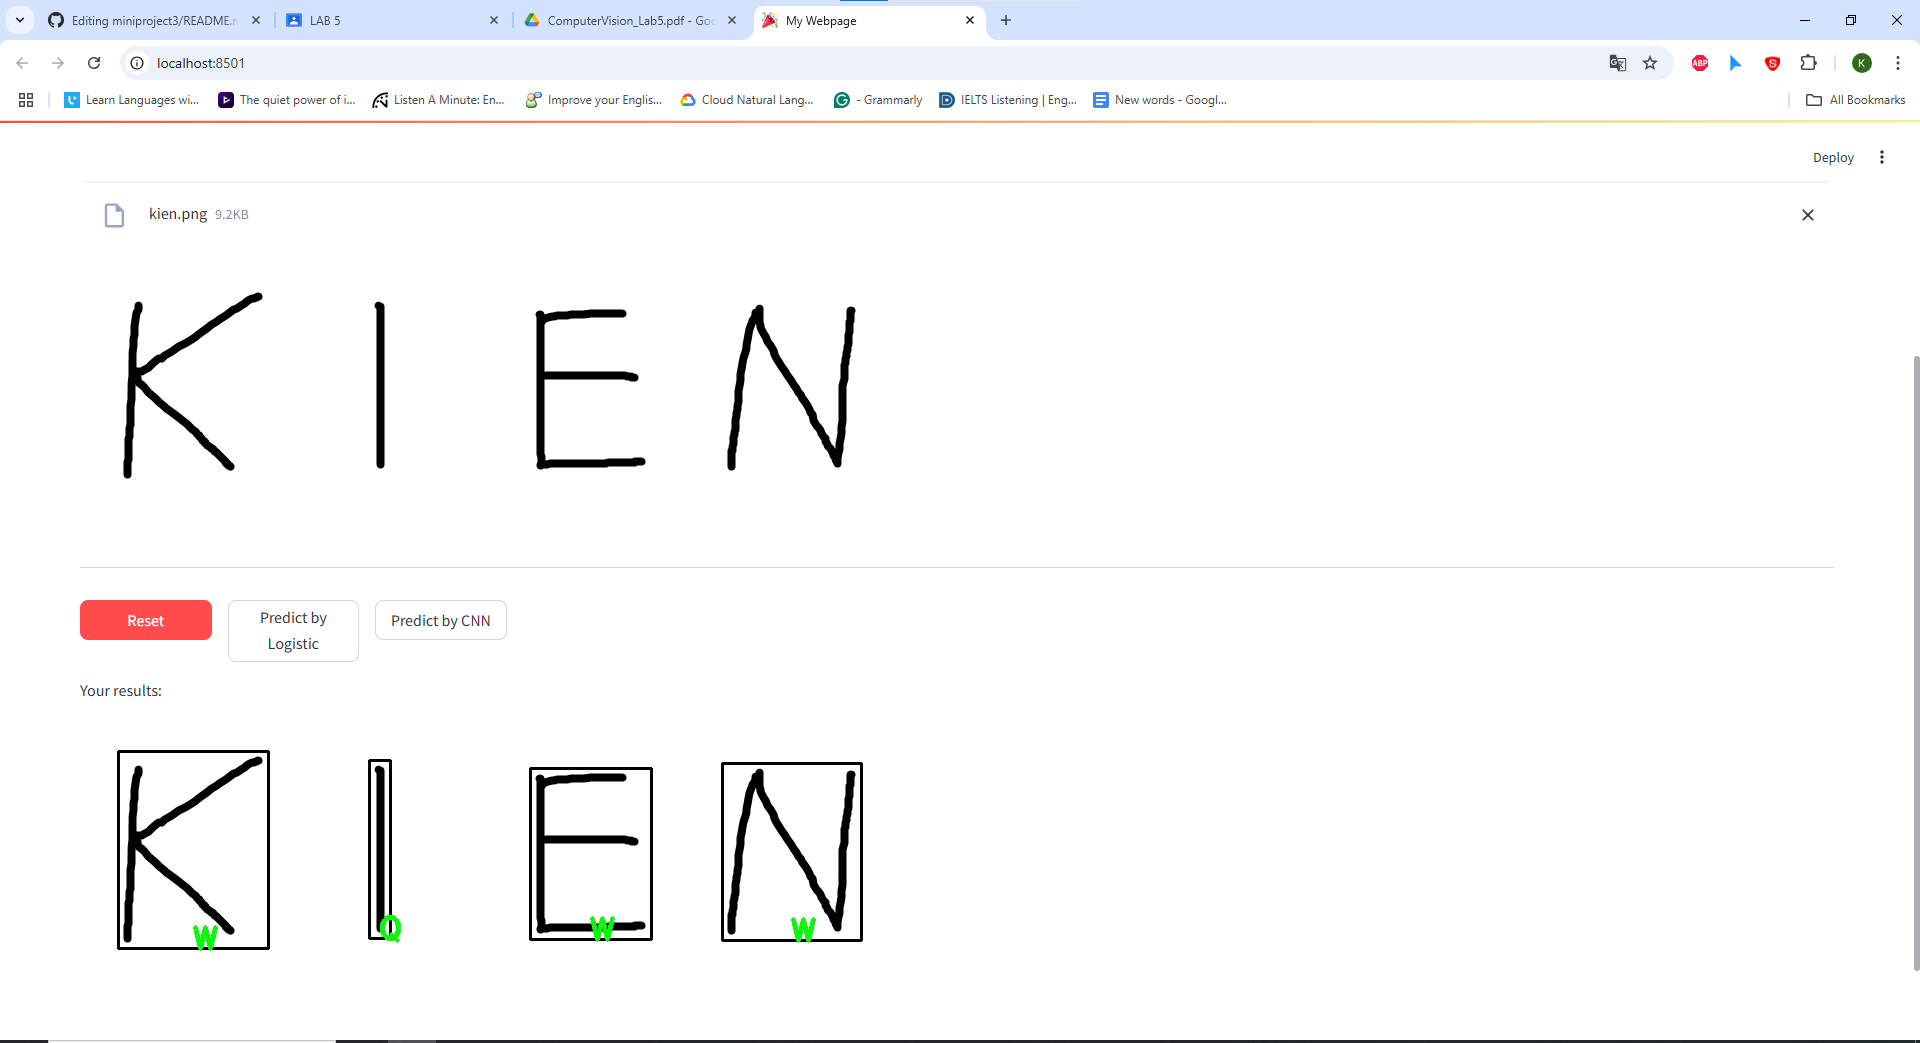 Editing miniproject3/README.m
LAB 5
ComputerVision_Lab5.pdf - Goo
My Webpage
localhost:8501
ABP
S
K
Learn Languages wi...
The quiet power of i...
Listen A Minute: En...
Improve your Englis...
Cloud Natural Lang...
- Grammarly
IELTS Listening | Eng...
New words - Googl...
All Bookmarks
Deploy
kien.png 9.2KB
K I E N
Reset
Predict by
Logistic
Predict by CNN
Your results:
K I E N
W Q W W